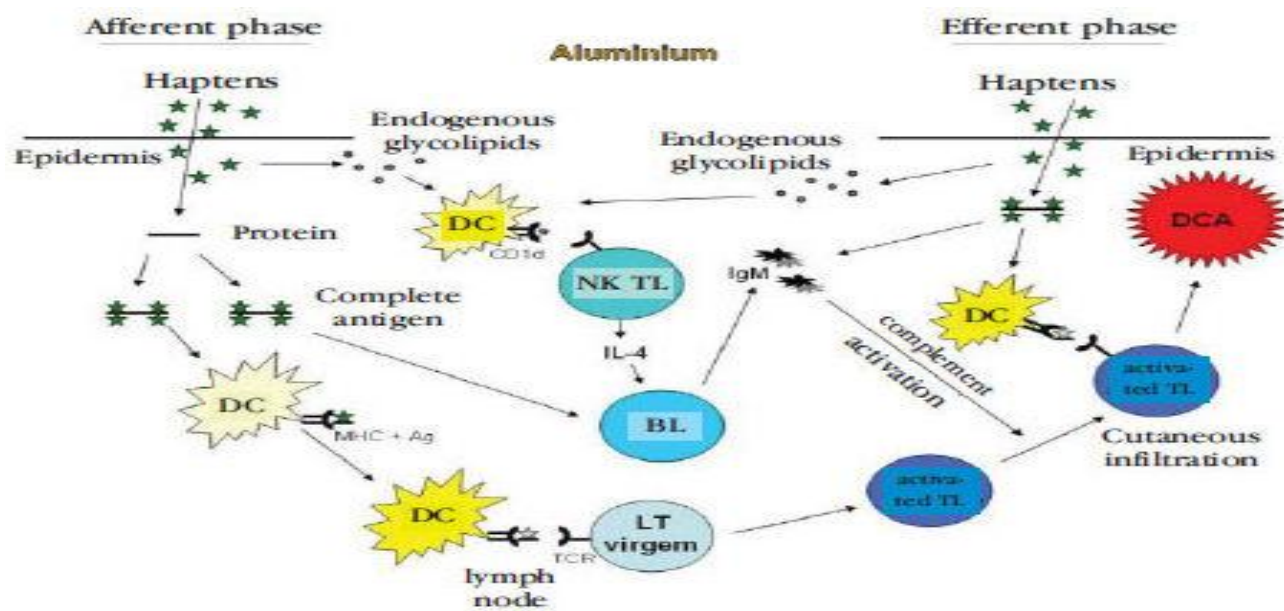 Afferent phase
Efferent phase
Aluminium
Haptens
Haptens
Epidermis
Endogenous
glycolipids
Endogenous
glycolipids
Epidermis
DC
CD1d
DCA
Protein
NK TL
IgM
Complete
antigen
DC
IL-4
complement
activation
activa-
ted TL
DC
MHC + Ag
BL
Cutaneous
infiltration
activa-
ted TL
DC
LT
virgem
TCR
lymph
node